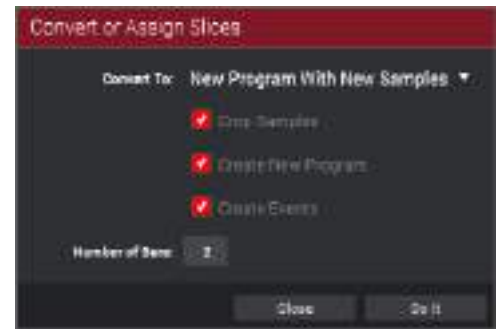 Convert or Assign Slices
Convert To: New Program With New Samples
Crop Samples
Create New Program
Create Events
Number of Bars: 2
Close Do It